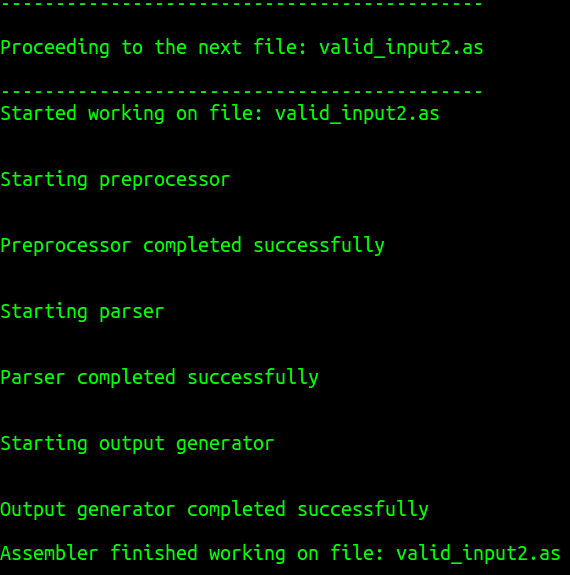 --------------------------------------------
Proceeding to the next file: valid_input2.as
--------------------------------------------
Started working on file: valid_input2.as
Starting preprocessor
Preprocessor completed successfully
Starting parser
Parser completed successfully
Starting output generator
Output generator completed successfully
Assembler finished working on file: valid_input2.as